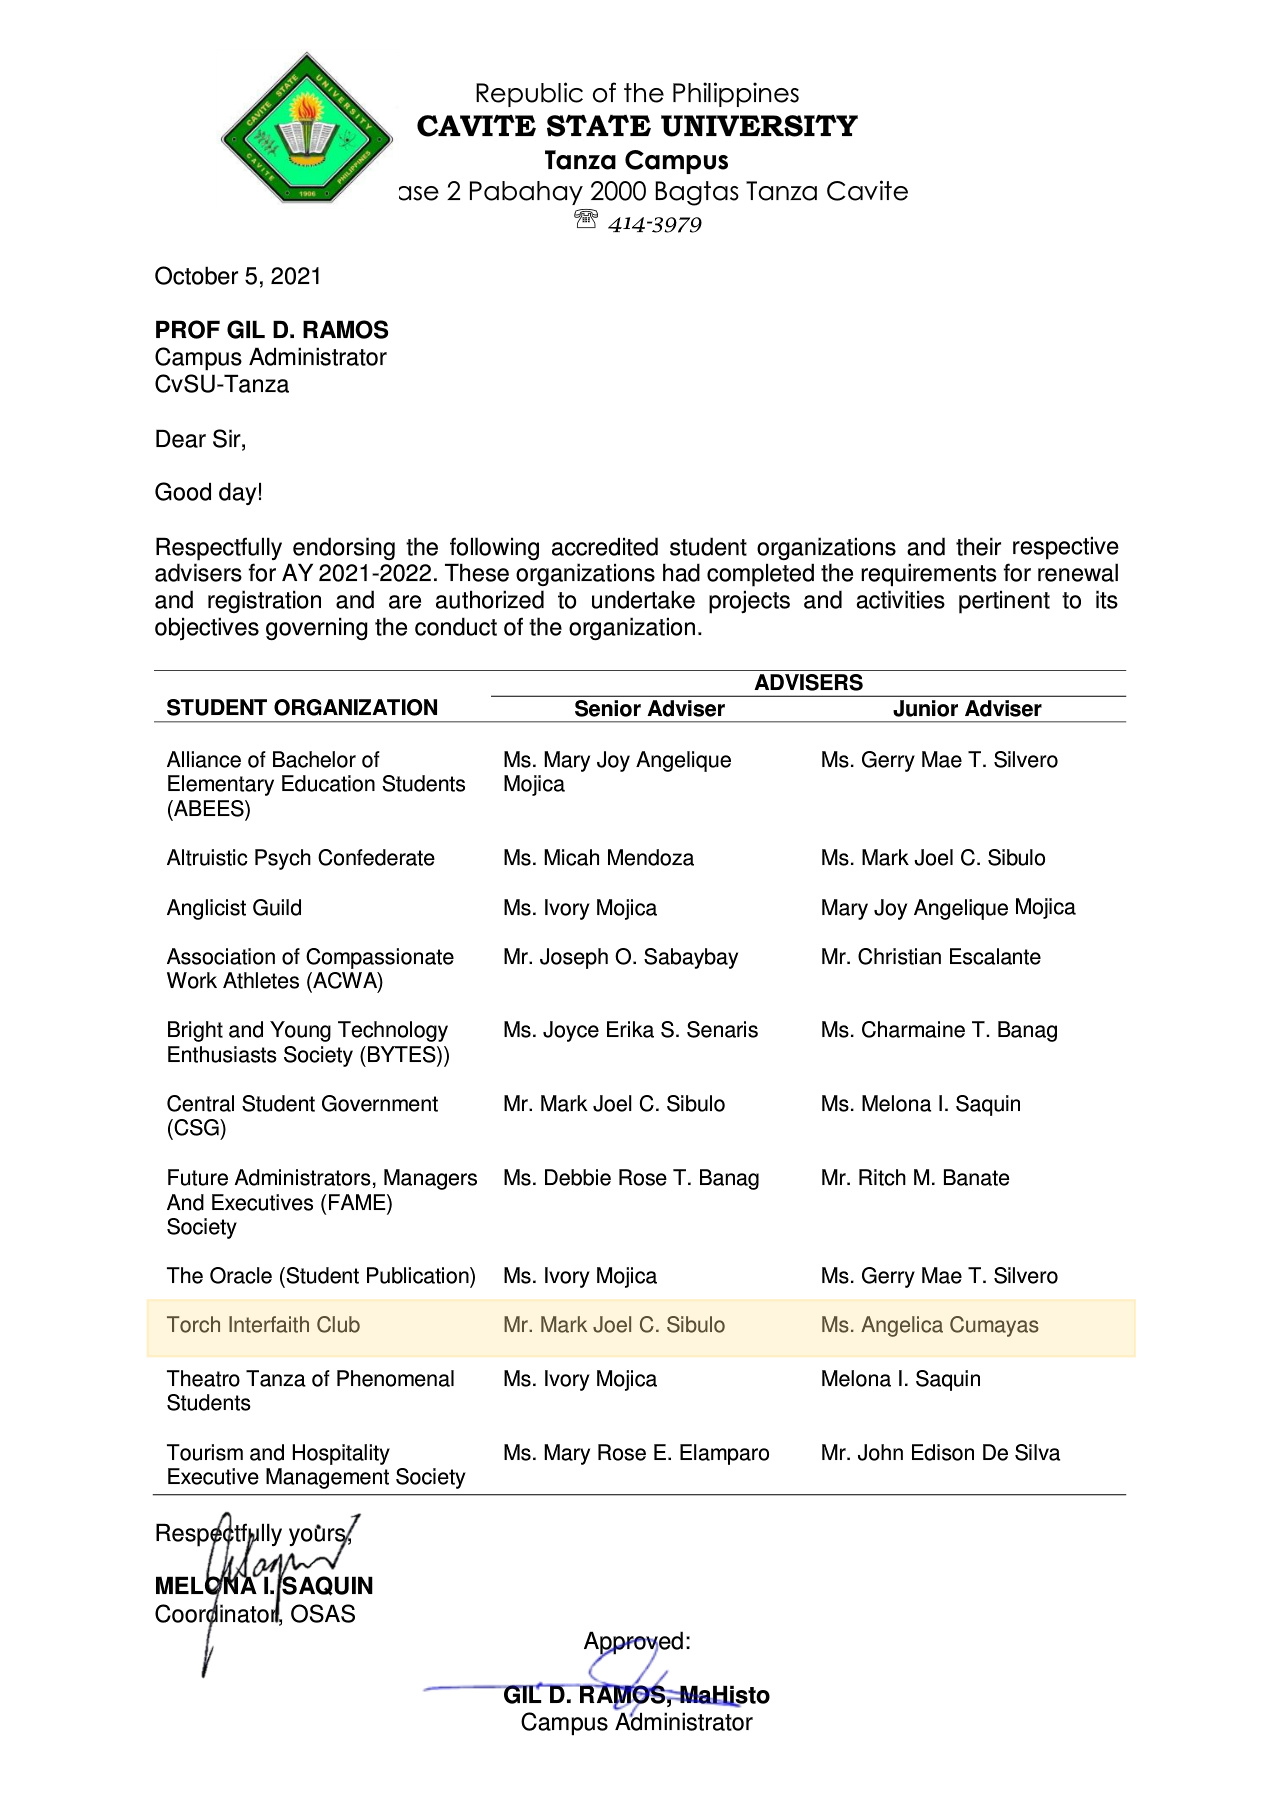 CAVITE STATE UNIVERSITY
CAVITE PHILIPPINES
1906
Republic of the Philippines
CAVITE STATE UNIVERSITY
Tanza Campus
ase 2 Pabahay 2000 Bagtas Tanza Cavite
☏ 414-3979
October 5, 2021
PROF GIL D. RAMOS
Campus Administrator
CvSU-Tanza
Dear Sir,
Good day!
Respectfully endorsing the following accredited student organizations and their respective
advisers for AY 2021-2022. These organizations had completed the requirements for renewal
and registration and are authorized to undertake projects and activities pertinent to its
objectives governing the conduct of the organization.
ADVISERS
STUDENT ORGANIZATION Senior Adviser Junior Adviser
Alliance of Bachelor of Ms. Mary Joy Angelique Ms. Gerry Mae T. Silvero
Elementary Education Students Mojica
(ABEES)
Altruistic Psych Confederate Ms. Micah Mendoza Ms. Mark Joel C. Sibulo
Anglicist Guild Ms. Ivory Mojica Mary Joy Angelique Mojica
Association of Compassionate Mr. Joseph O. Sabaybay Mr. Christian Escalante
Work Athletes (ACWA)
Bright and Young Technology Ms. Joyce Erika S. Senaris Ms. Charmaine T. Banag
Enthusiasts Society (BYTES))
Central Student Government Mr. Mark Joel C. Sibulo Ms. Melona I. Saquin
(CSG)
Future Administrators, Managers Ms. Debbie Rose T. Banag Mr. Ritch M. Banate
And Executives (FAME)
Society
The Oracle (Student Publication) Ms. Ivory Mojica Ms. Gerry Mae T. Silvero
Torch Interfaith Club Mr. Mark Joel C. Sibulo Ms. Angelica Cumayas
Theatro Tanza of Phenomenal Ms. Ivory Mojica Melona I. Saquin
Students
Tourism and Hospitality Ms. Mary Rose E. Elamparo Mr. John Edison De Silva
Executive Management Society
Respectfully yours,
MELONA I. SAQUIN
Coordinator, OSAS
Approved:
GIL D. RAMOS, MaHisto
Campus Administrator